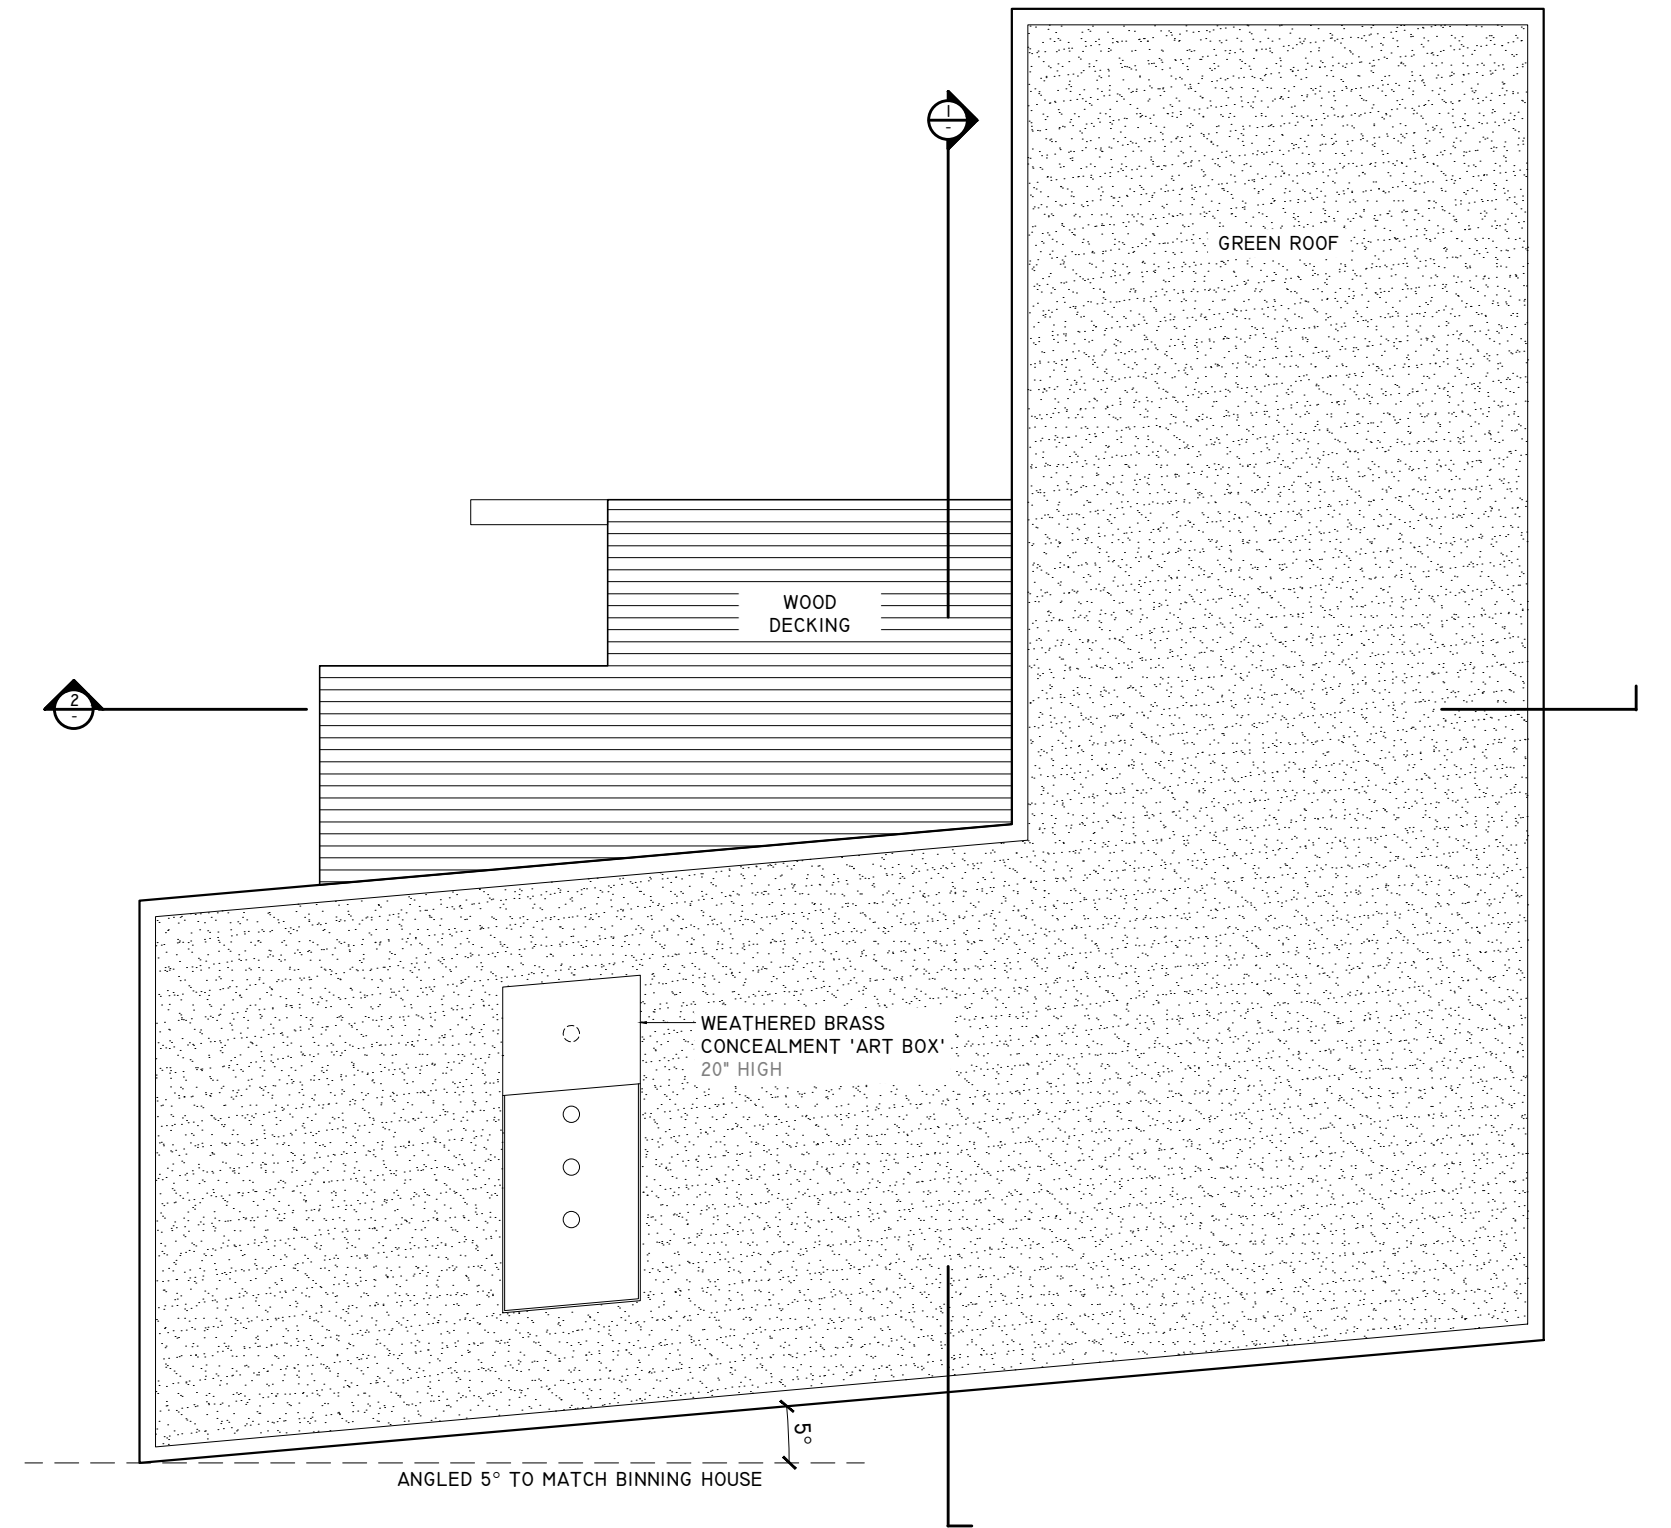 1
-
GREEN ROOF
WOOD
DECKING
2
-
WEATHERED BRASS
CONCEALMENT 'ART BOX'
20" HIGH
5°
ANGLED 5° TO MATCH BINNING HOUSE